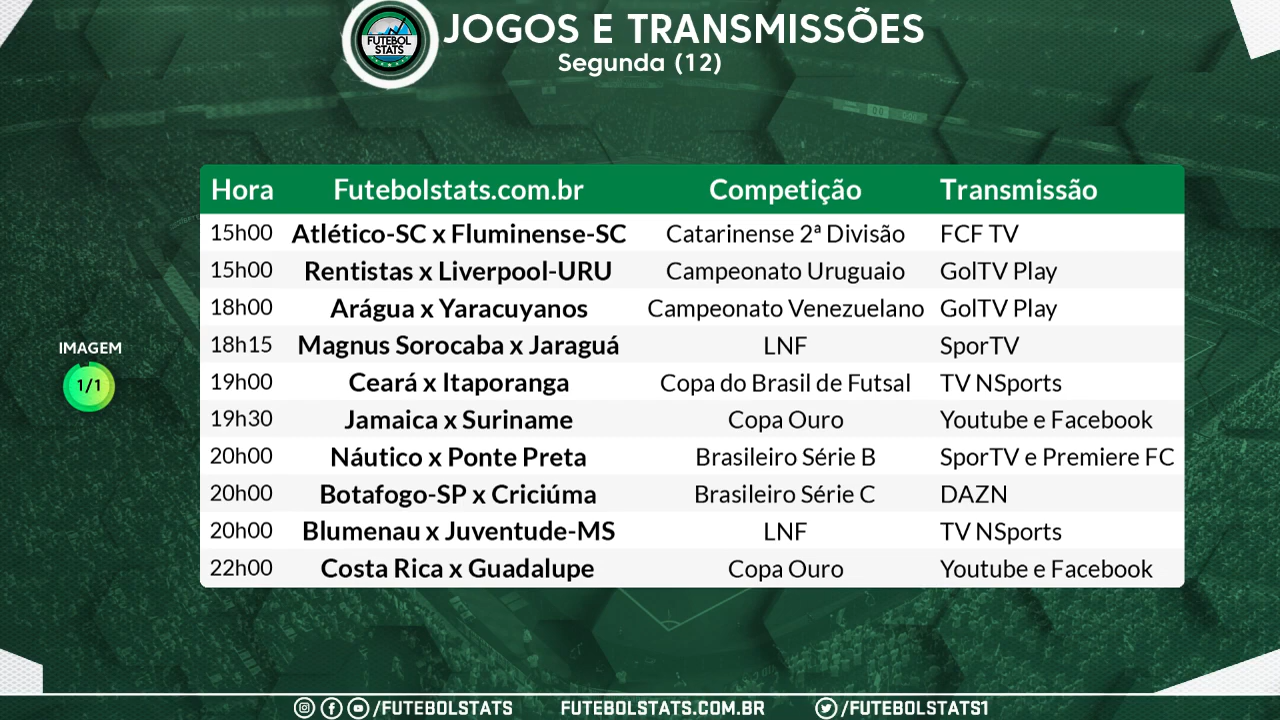 FUTEBOL
STATS
JOGOS E TRANSMISSÕES
Segunda (12)
Hora Futebolstats.com.br Competição Transmissão
15h00 Atlético-SC x Fluminense-SC Catarinense 2ª Divisão FCF TV
15h00 Rentistas x Liverpool-URU Campeonato Uruguaio GolTV Play
18h00 Arágua x Yaracuyanos Campeonato Venezuelano GolTV Play
18h15 Magnus Sorocaba x Jaraguá LNF SporTV
19h00 Ceará x Itaporanga Copa do Brasil de Futsal TV NSports
19h30 Jamaica x Suriname Copa Ouro Youtube e Facebook
20h00 Náutico x Ponte Preta Brasileiro Série B SporTV e Premiere FC
20h00 Botafogo-SP x Criciúma Brasileiro Série C DAZN
20h00 Blumenau x Juventude-MS LNF TV NSports
22h00 Costa Rica x Guadalupe Copa Ouro Youtube e Facebook
IMAGEM
1/1
/FUTEBOLSTATS FUTEBOLSTATS.COM.BR /FUTEBOLSTATS1